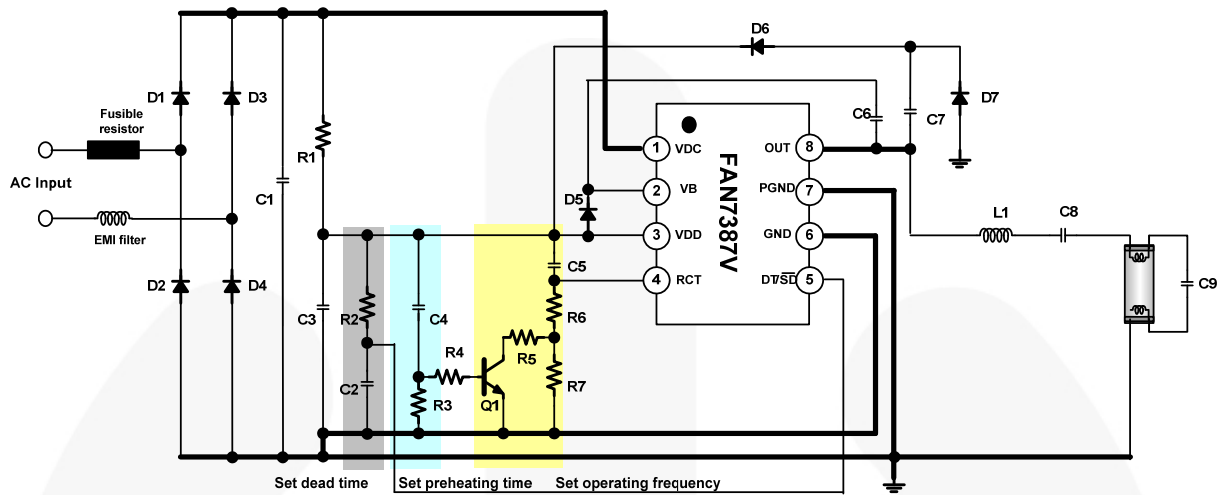 D6
D1
D3
Fusible
resistor
C6
C7
D7
R1
1
VDC
OUT
8
AC Input
C1
2
VB
FAN7387V
PGND
7
D5
EMI filter
3
VDD
GND
6
L1
C8
C5
4
RCT
DT/SD
5
D2
D4
C3
R2
C4
R6
C9
R4
R5
C2
R3
Q1
R7
Set dead time
Set preheating time
Set operating frequency